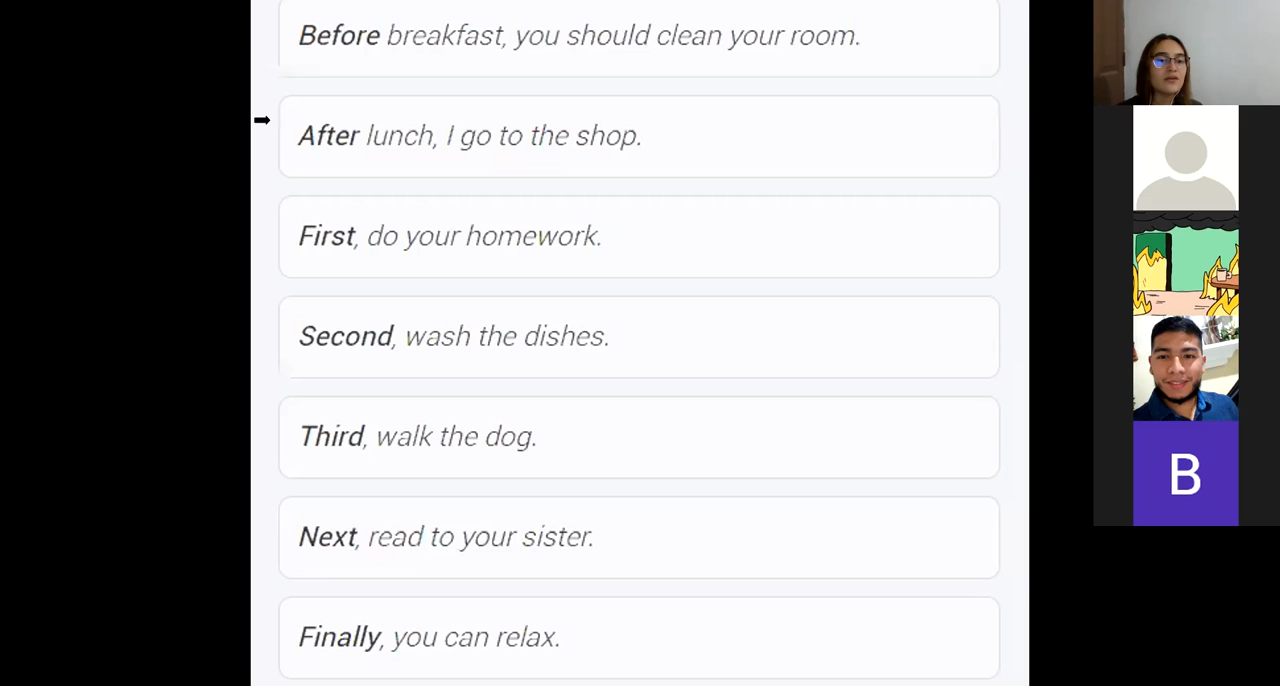 Before breakfast, you should clean your room.
After lunch, I go to the shop.
First, do your homework.
Second, wash the dishes.
Third, walk the dog.
Next, read to your sister.
Finally, you can relax.
B